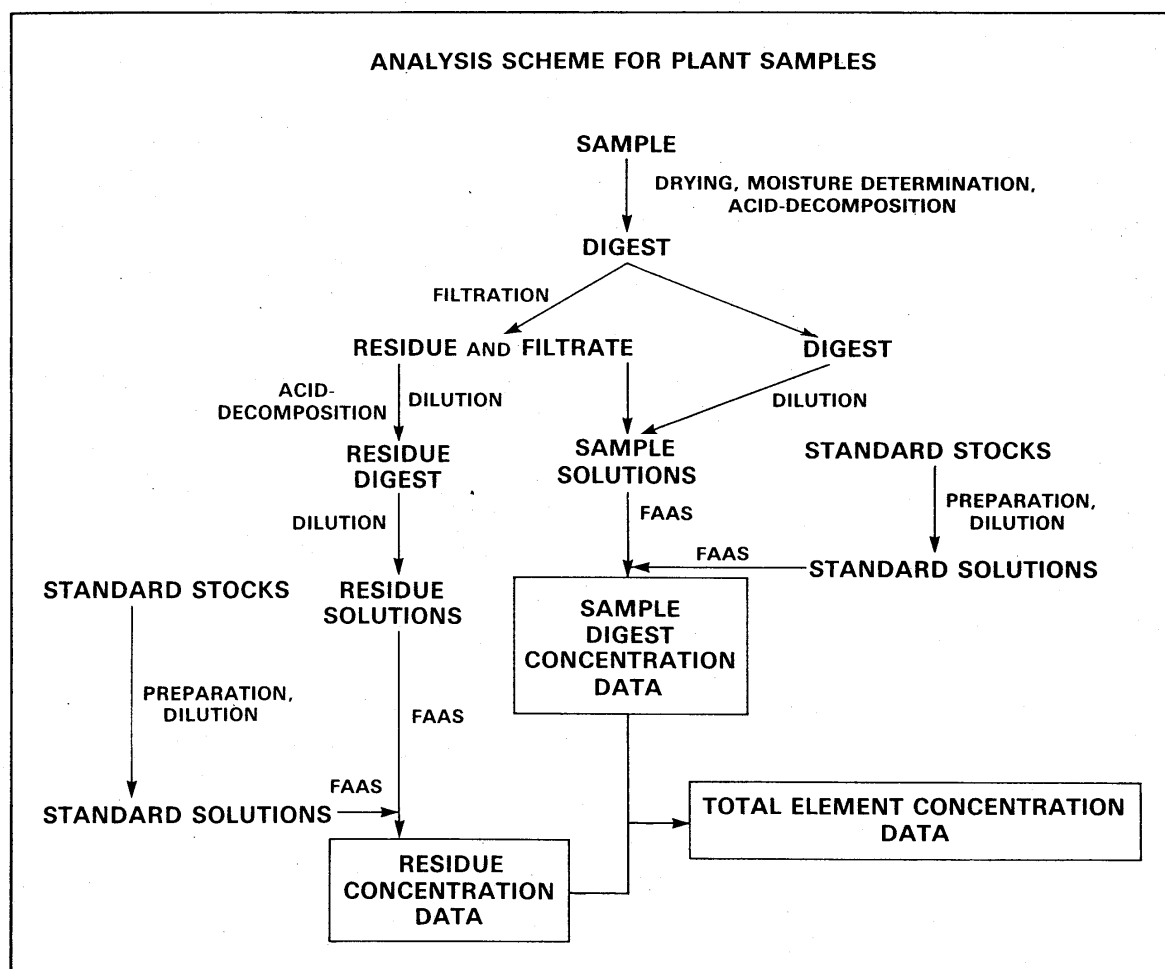 ANALYSIS SCHEME FOR PLANT SAMPLES
SAMPLE
DRYING, MOISTURE DETERMINATION,
ACID-DECOMPOSITION
DIGEST
FILTRATION
RESIDUE AND FILTRATE
DIGEST
ACID-
DECOMPOSITION
DILUTION
DILUTION
RESIDUE
DIGEST
SAMPLE
SOLUTIONS
STANDARD STOCKS
DILUTION
FAAS
PREPARATION,
DILUTION
FAAS
STANDARD SOLUTIONS
STANDARD STOCKS
RESIDUE
SOLUTIONS
SAMPLE
DIGEST
CONCENTRATION
DATA
PREPARATION,
DILUTION
FAAS
FAAS
STANDARD SOLUTIONS
TOTAL ELEMENT CONCENTRATION
DATA
RESIDUE
CONCENTRATION
DATA